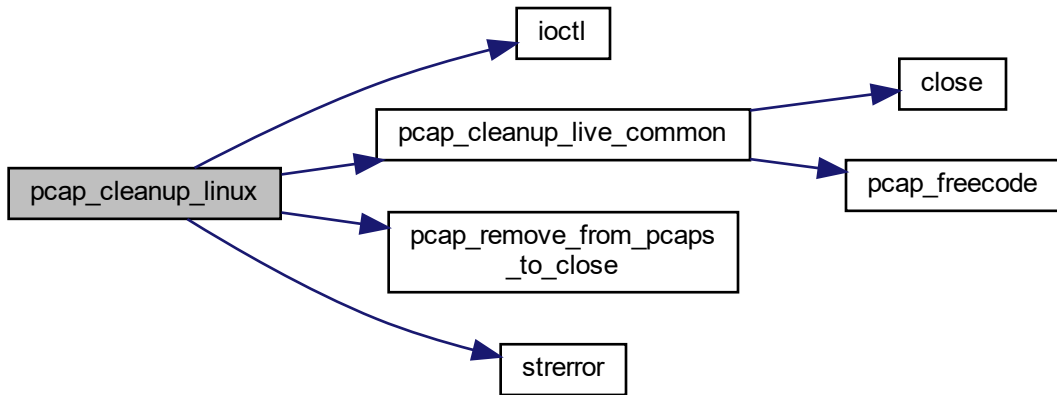 ioctl
close
pcap_cleanup_live_common
pcap_freecode
pcap_cleanup_linux
pcap_remove_from_pcaps
_to_close
strerror